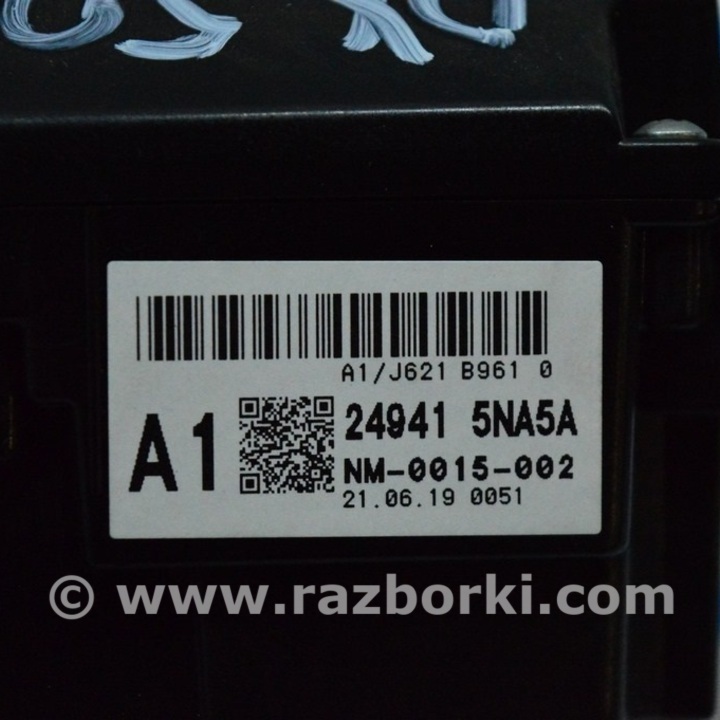 A1/J621 B961 0
A1
24941 5NA5A
NM-0015-002
21.06.19 0051
© www.razborki.com